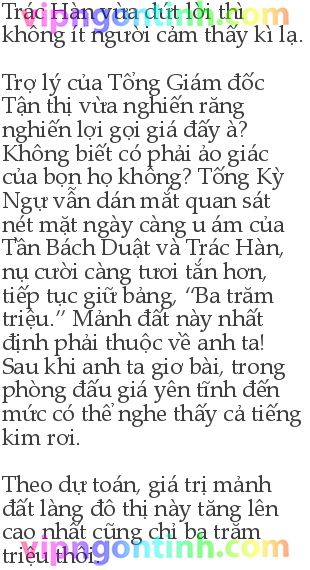 Trác Hàn vừa dứt lời thì
không ít người cảm thấy kì lạ.
Trợ lý của Tổng Giám đốc
Tận thị vừa nghiến răng
nghiến lợi gọi giá đấy à?
Không biết có phải ảo giác
của bọn họ không? Tống Kỳ
Ngự vẫn dán mắt quan sát
nét mặt ngày càng u ám của
Tần Bách Duật và Trác Hàn,
nụ cười càng tươi tắn hơn,
tiếp tục giữ bảng, “Ba trăm
triệu.” Mảnh đất này nhất
định phải thuộc về anh ta!
Sau khi anh ta giơ bài, trong
phòng đấu giá yên tĩnh đến
mức có thể nghe thấy cả tiếng
kim rơi.
Theo dự toán, giá trị mảnh
đất làng đô thị này tăng lên
cao nhất cũng chỉ ba trăm
triệu thôi.
vipngontinh.com
vipngontinh.com